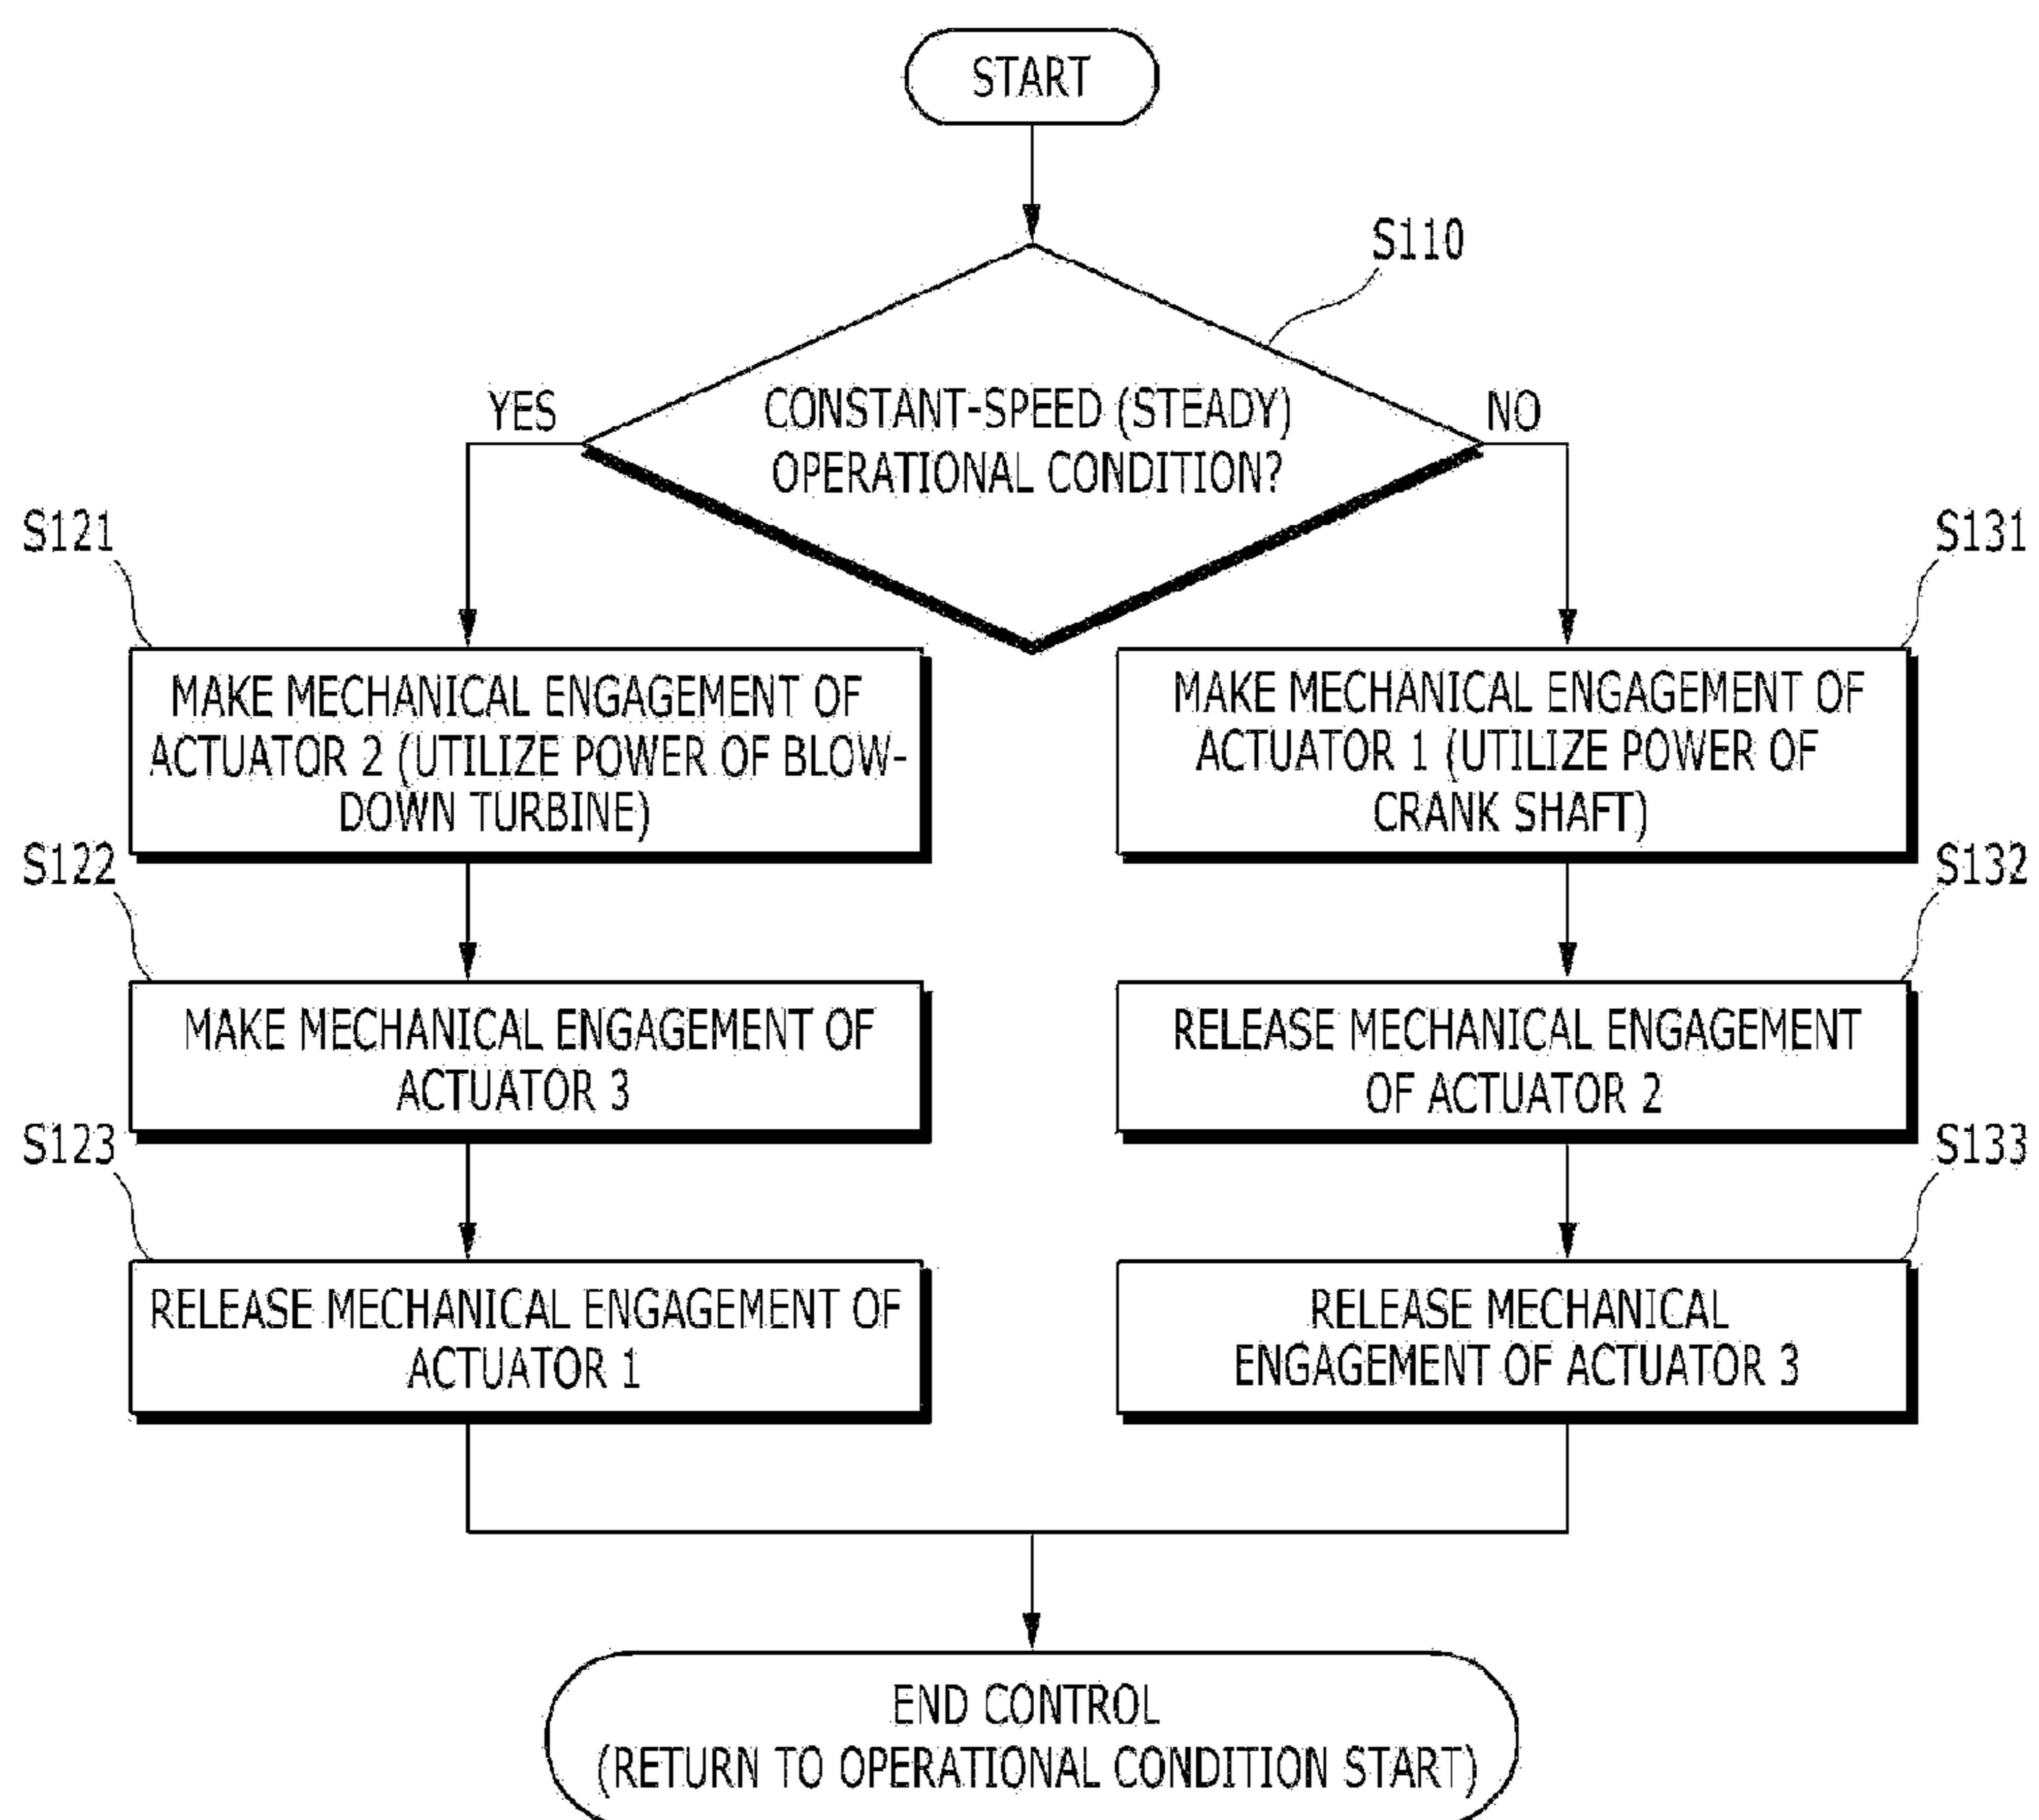 START
S110
CONSTANT-SPEED (STEADY)
OPERATIONAL CONDITION?
YES
NO
S121
MAKE MECHANICAL ENGAGEMENT OF
ACTUATOR 2 (UTILIZE POWER OF BLOW-
DOWN TURBINE)
S122
MAKE MECHANICAL ENGAGEMENT OF
ACTUATOR 3
S123
RELEASE MECHANICAL ENGAGEMENT OF
ACTUATOR 1
S131
MAKE MECHANICAL ENGAGEMENT OF
ACTUATOR 1 (UTILIZE POWER OF
CRANK SHAFT)
S132
RELEASE MECHANICAL ENGAGEMENT
OF ACTUATOR 2
S133
RELEASE MECHANICAL
ENGAGEMENT OF ACTUATOR 3
END CONTROL
(RETURN TO OPERATIONAL CONDITION START)